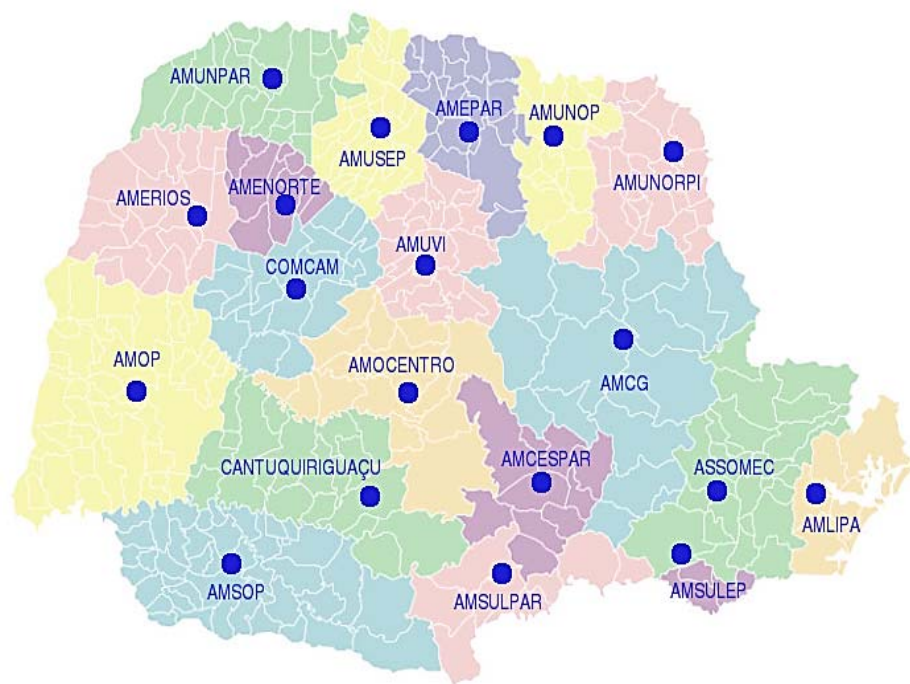 AMUNPAR
AMEPAR
AMUNOP
AMUSEP
AMUNORPI
AMERIOS
AMENORTE
AMUVI
COMCAM
AMOP
AMOCENTRO
AMCG
CANTUQUIRIGUAÇU
AMCESPAR
ASSOMEC
AMLIPA
AMSOP
AMSULPAR
AMSULEP